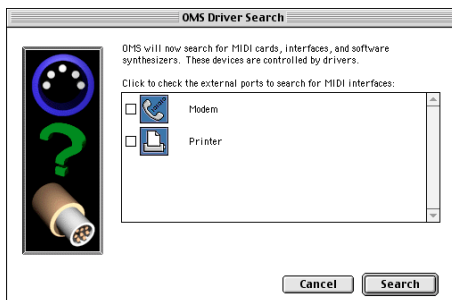 OMS Driver Search
OMS will now search for MIDI cards, interfaces, and software
synthesizers. These devices are controlled by drivers.
Click to check the external ports to search for MIDI interfaces:
Modem
Printer
Cancel
Search